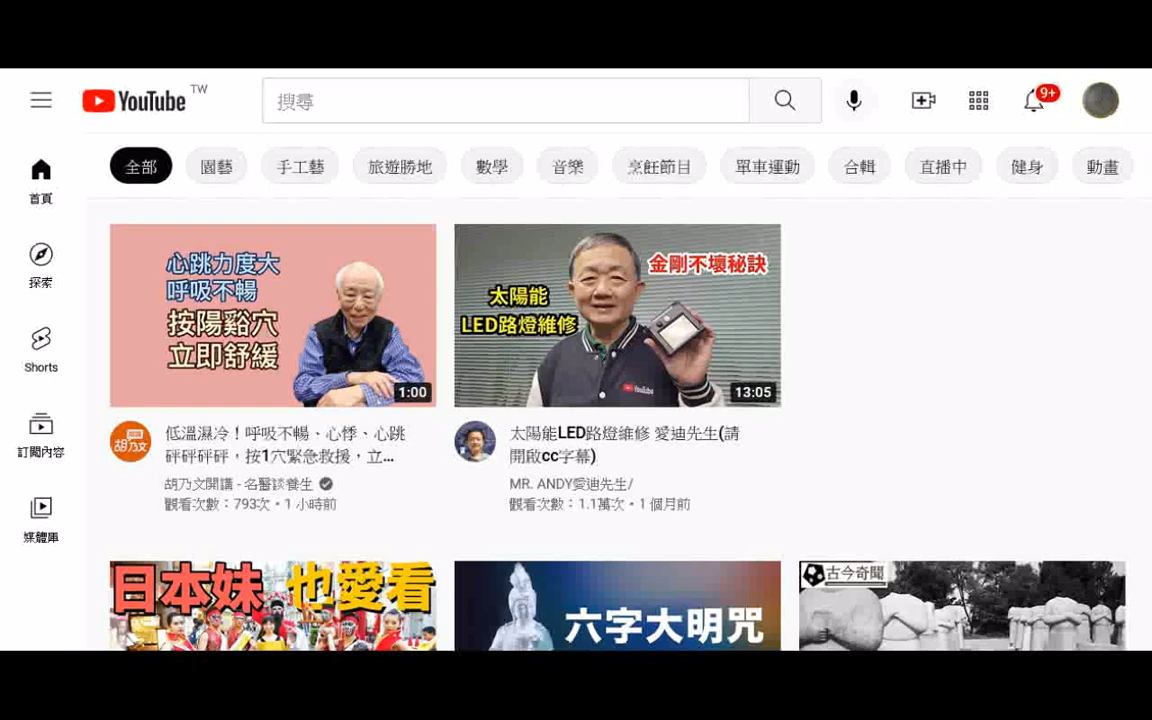 YouTube TW
搜尋
9+
全部 園藝 手工藝 旅遊勝地 數學 音樂 烹飪節目 單車運動 合輯 直播中 健身 動畫
首頁
探索
Shorts
訂閱內容
媒體庫
心跳力度大
呼吸不暢
按陽谿穴
立即舒緩
1:00
胡乃文
低溫濕冷！呼吸不暢、心悸、心跳
砰砰砰砰，按1穴緊急救援，立...
胡乃文開講 - 名醫談養生
觀看次數：793次・1 小時前
金剛不壞秘訣
太陽能
LED路燈維修
YouTube
13:05
太陽能LED路燈維修 愛迪先生(請
開啟cc字幕)
MR. ANDY愛迪先生/
觀看次數：1.1萬次・1 個月前
日本妹 也愛看
六字大明咒
古今奇聞